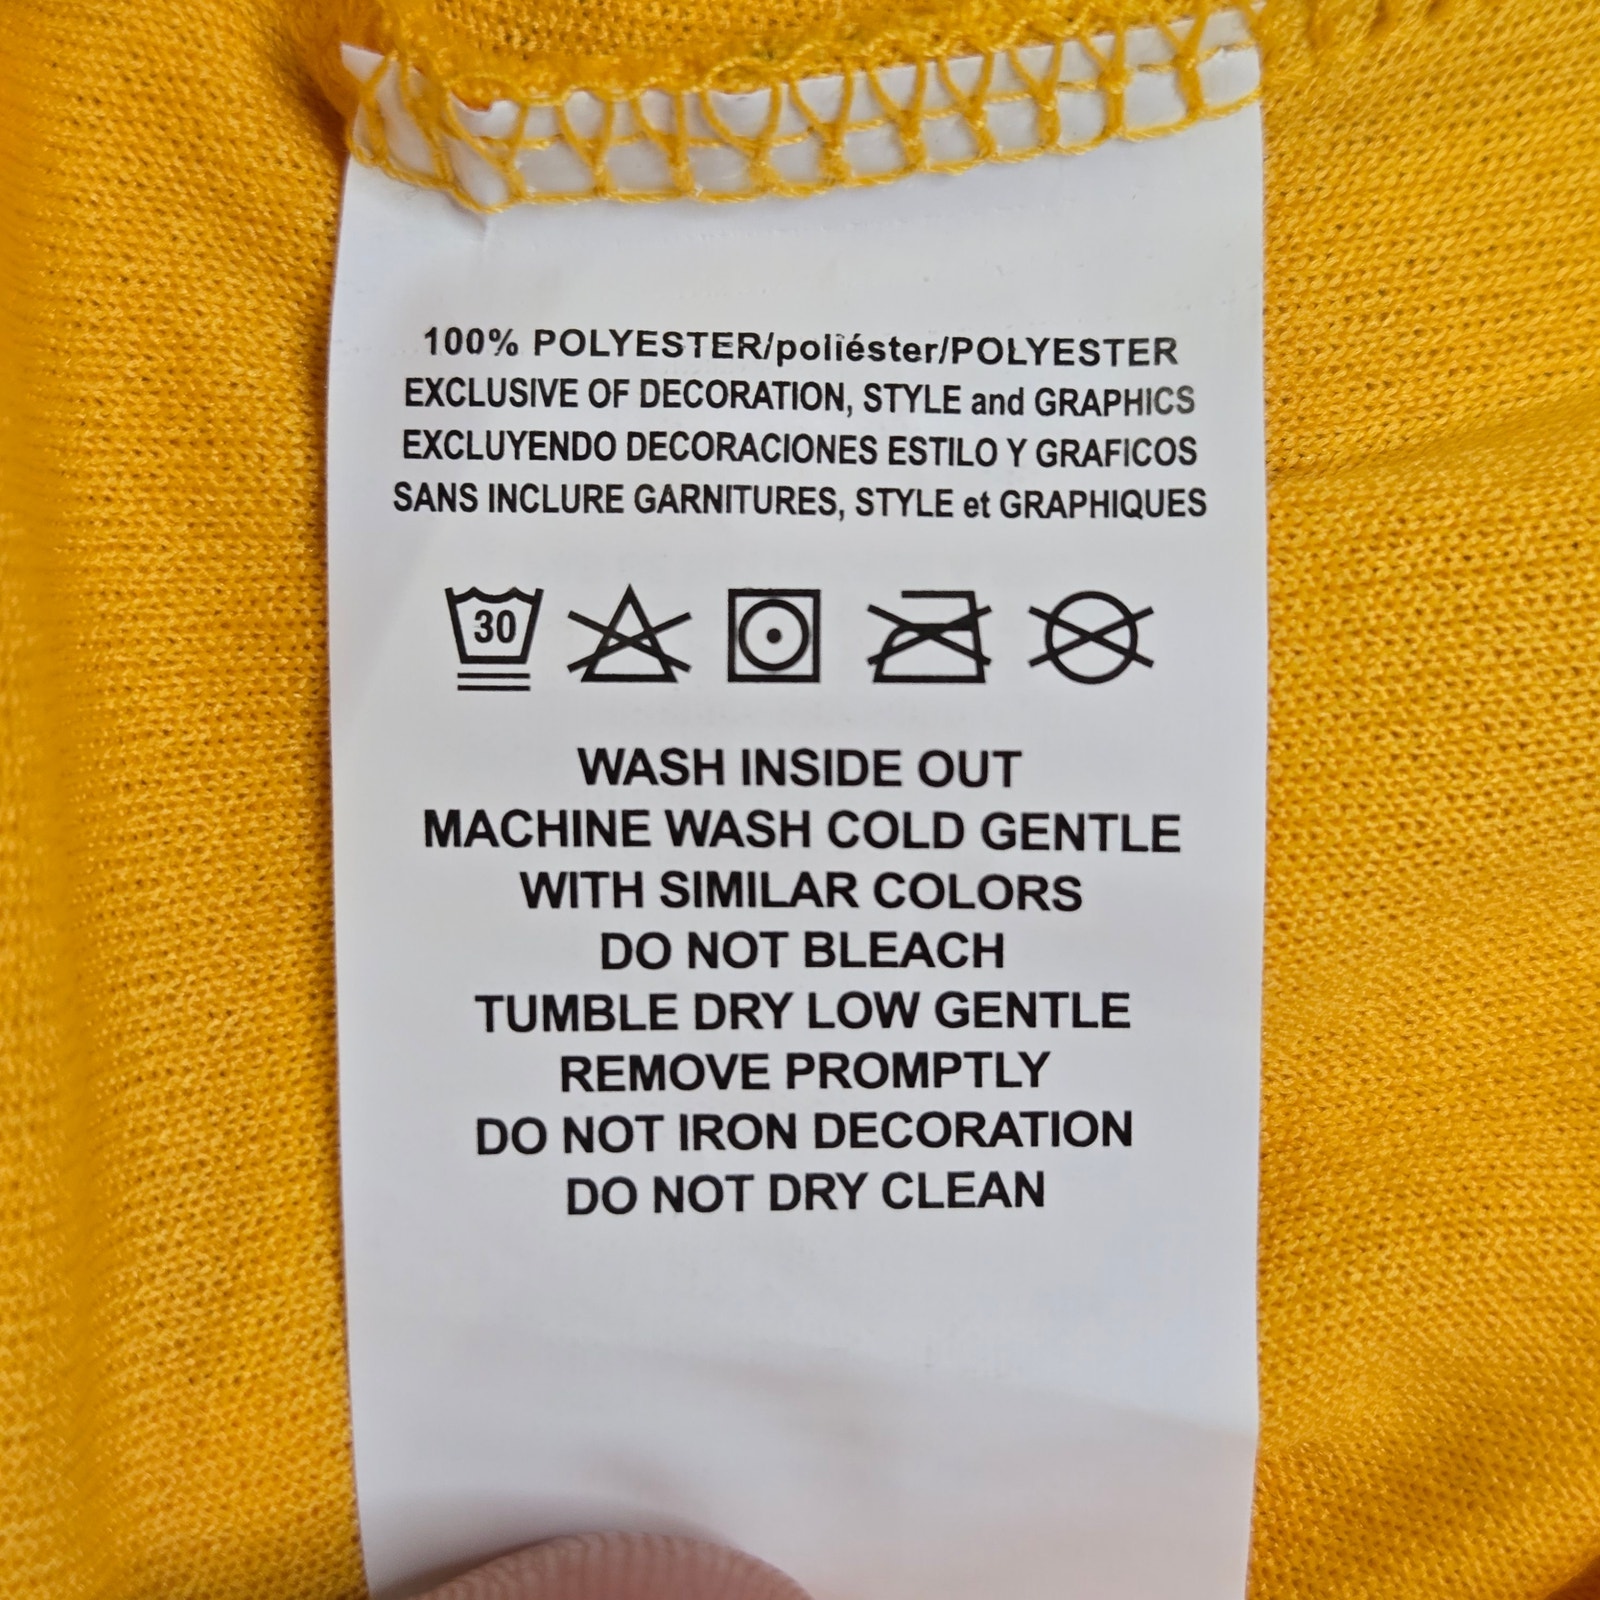 100% POLYESTER/poliéster/POLYESTER
EXCLUSIVE OF DECORATION, STYLE and GRAPHICS
EXCLUYENDO DECORACIONES ESTILO Y GRAFICOS
SANS INCLURE GARNITURES, STYLE et GRAPHIQUES
30
WASH INSIDE OUT
MACHINE WASH COLD GENTLE
WITH SIMILAR COLORS
DO NOT BLEACH
TUMBLE DRY LOW GENTLE
REMOVE PROMPTLY
DO NOT IRON DECORATION
DO NOT DRY CLEAN